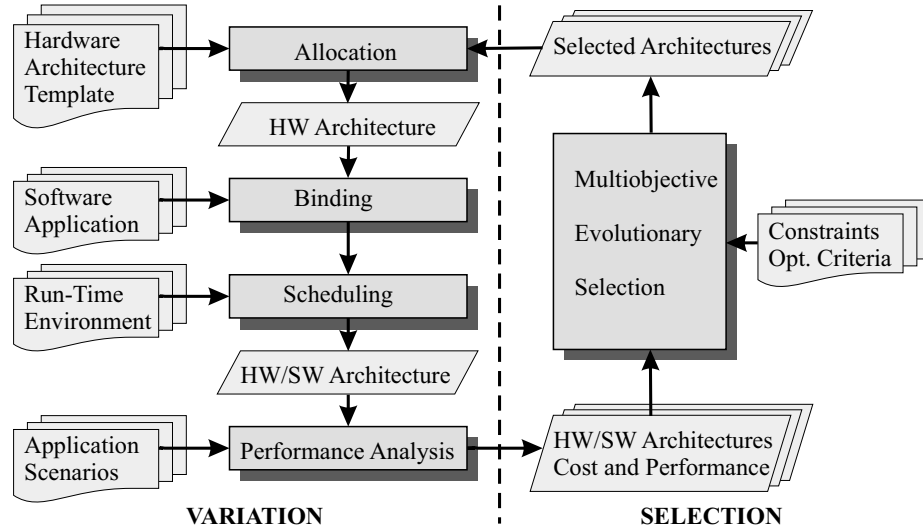 Hardware
Architecture
Template
Allocation
Selected Architectures
HW Architecture
Software
Application
Binding
Multiobjective
Evolutionary
Selection
Constraints
Opt. Criteria
Run-Time
Environment
Scheduling
HW/SW Architecture
Application
Scenarios
Performance Analysis
HW/SW Architectures
Cost and Performance
VARIATION
SELECTION